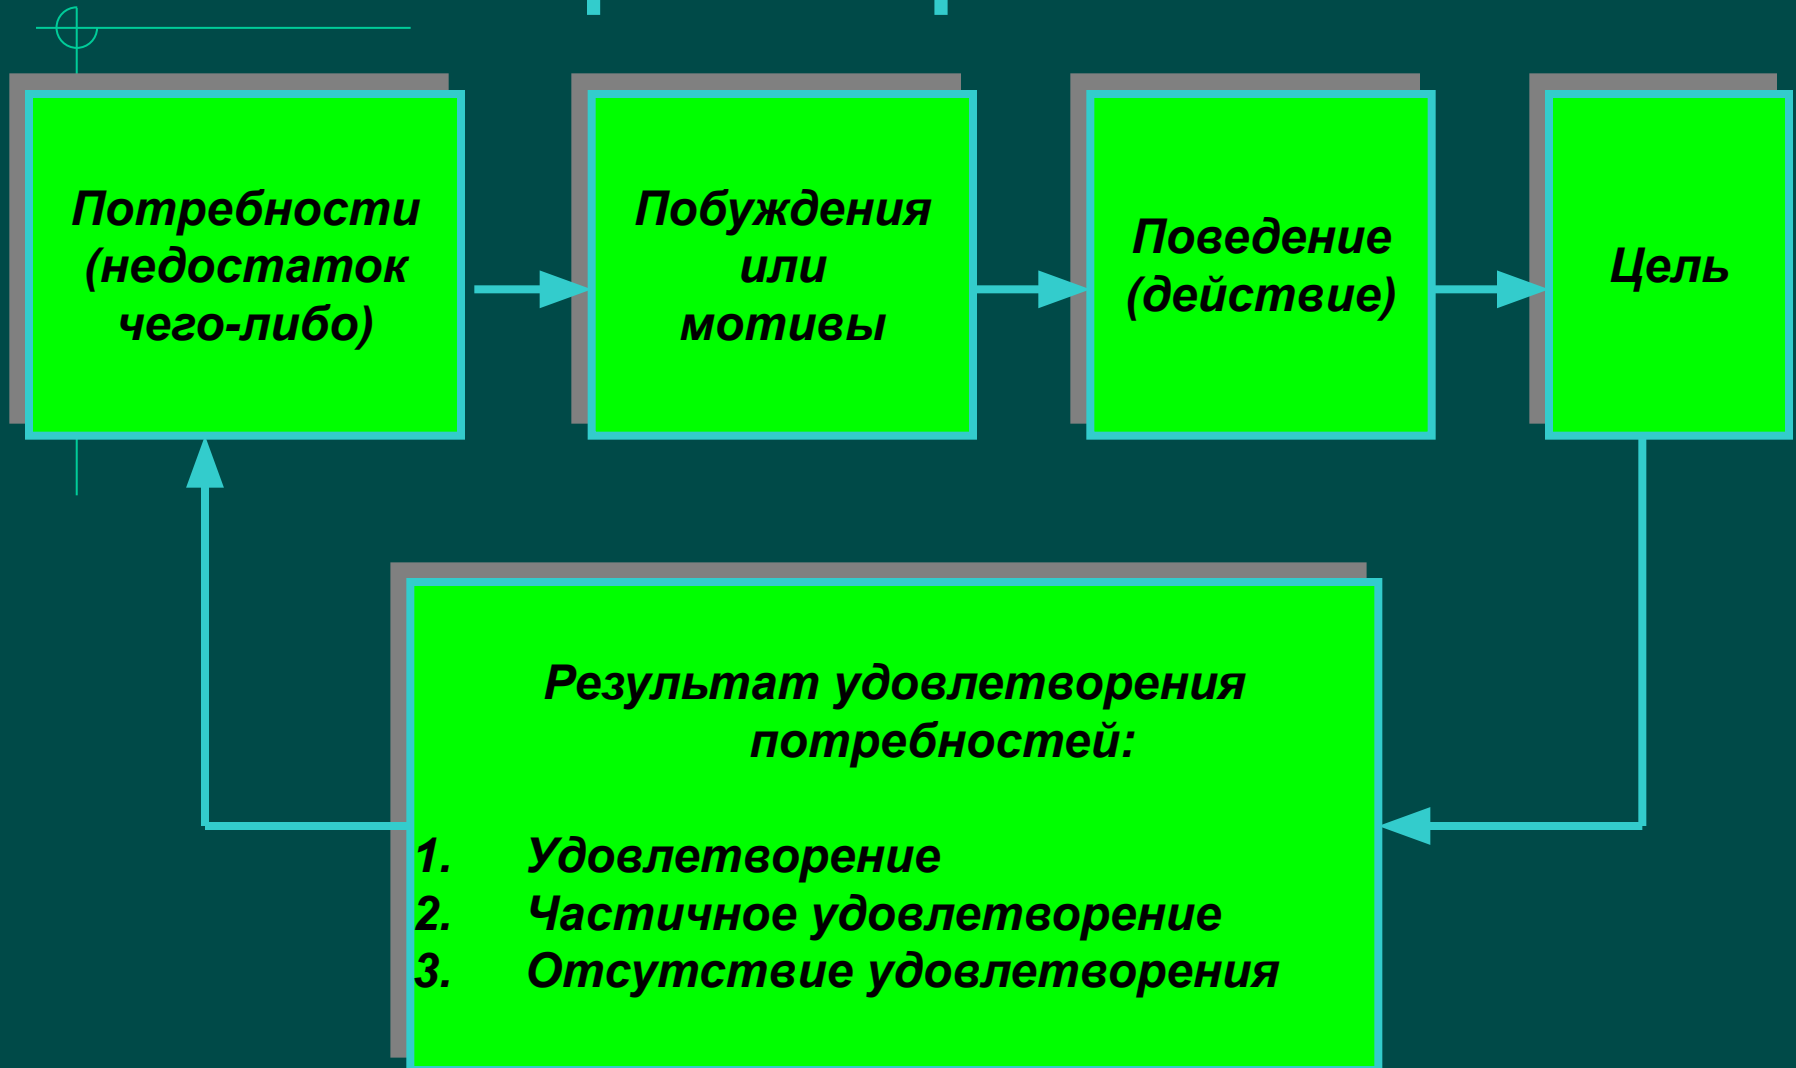 Потребности
(недостаток
чего-либо)
Побуждения
или
мотивы
Поведение
(действие)
Цель
Результат удовлетворения
потребностей:
1. Удовлетворение
2. Частичное удовлетворение
3. Отсутствие удовлетворения